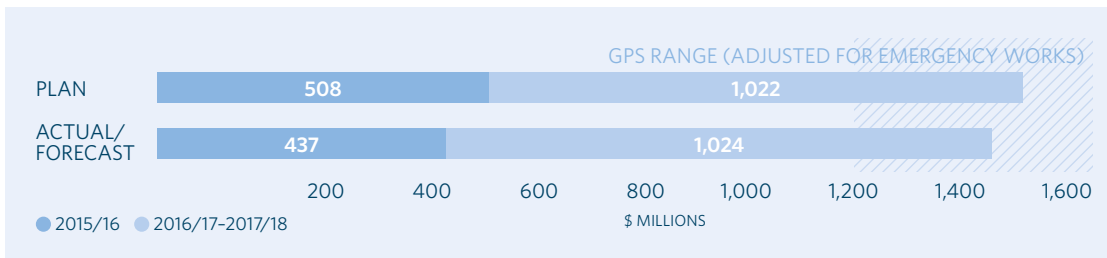 GPS RANGE (ADJUSTED FOR EMERGENCY WORKS)
PLAN 508 1,022
ACTUAL/
FORECAST 437 1,024
200 400 600 800 1,000 1,200 1,400 1,600
$ MILLIONS
2015/16 2016/17–2017/18